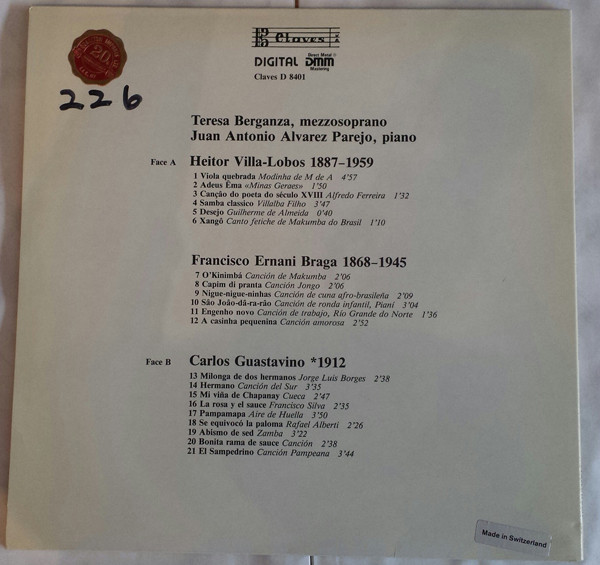 Claves
DIGITAL DMM
Direct Metal
Mastering
Claves D 8401
20
226
Teresa Berganza, mezzosoprano
Juan Antonio Alvarez Parejo, piano
Face A Heitor Villa-Lobos 1887–1959
1 Viola quebrada Modinha de M de A 4'57
2 Adeus Ëma «Minas Geraes» 1'50
3 Canção do poeta do século XVIII Alfredo Ferreira 1'32
4 Samba classico Villalba Filho 3'47
5 Desejo Guilherme de Almeida 0'40
6 Xangô Canto fetiche de Makumba do Brasil 1'10
Francisco Ernani Braga 1868–1945
7 O'Kinimbá Canción de Makumba 2'06
8 Capim di pranta Canción Jongo 2'06
9 Nigue-nigue-ninhas Canción de cuna afro-brasileña 2'09
10 São João-dã-ra-rão Canción de ronda infantil, Pianí 3'04
11 Engenho novo Canción de trabajo, Río Grande do Norte 1'36
12 A casinha pequenina Canción amorosa 2'52
Face B Carlos Guastavino *1912
13 Milonga de dos hermanos Jorge Luis Borges 2'38
14 Hermano Canción del Sur 3'35
15 Mi viña de Chapanay Cueca 2'47
16 La rosa y el sauce Francisco Silva 2'35
17 Pampamapa Aire de Huella 3'50
18 Se equivocó la paloma Rafael Alberti 2'26
19 Abismo de sed Zamba 3'22
20 Bonita rama de sauce Canción 2'38
21 El Sampedrino Canción Pampeana 3'44
Made in Switzerland